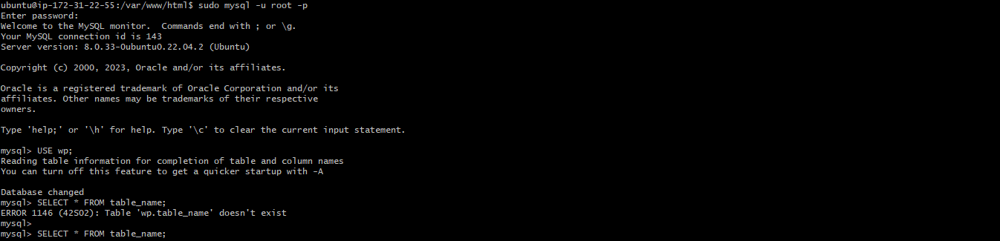 ubuntu@ip-172-31-22-55:/var/www/html$ sudo mysql -u root -p
Enter password:
Welcome to the MySQL monitor.  Commands end with ; or \g.
Your MySQL connection id is 143
Server version: 8.0.33-0ubuntu0.22.04.2 (Ubuntu)

Copyright (c) 2000, 2023, Oracle and/or its affiliates.

Oracle is a registered trademark of Oracle Corporation and/or its
affiliates. Other names may be trademarks of their respective
owners.

Type 'help;' or '\h' for help. Type '\c' to clear the current input statement.

mysql> USE wp;
Reading table information for completion of table and column names
You can turn off this feature to get a quicker startup with -A

Database changed
mysql> SELECT * FROM table_name;
ERROR 1146 (42S02): Table 'wp.table_name' doesn't exist
mysql>
mysql> SELECT * FROM table_name;